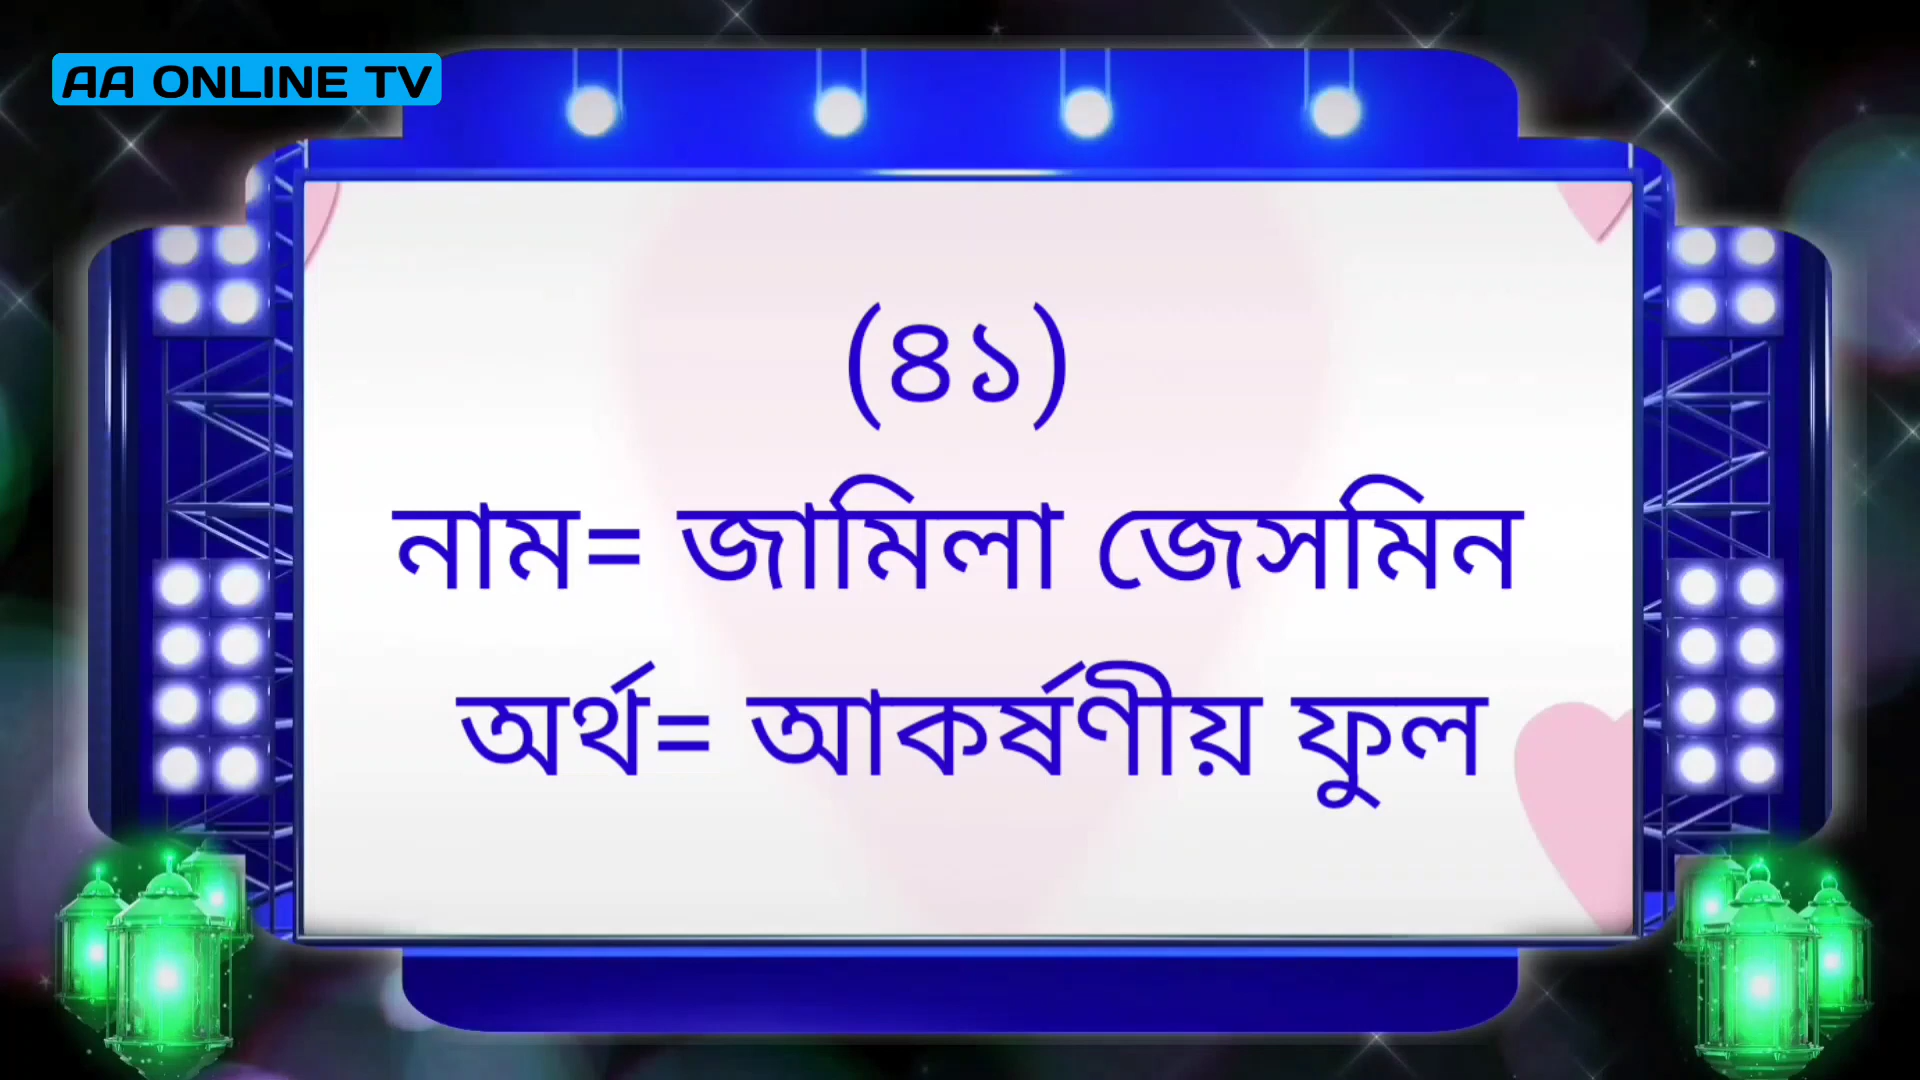 AA ONLINE TV
(৪১)
নাম= জামিলা জেসমিন
অর্থ= আকর্ষণীয় ফুল